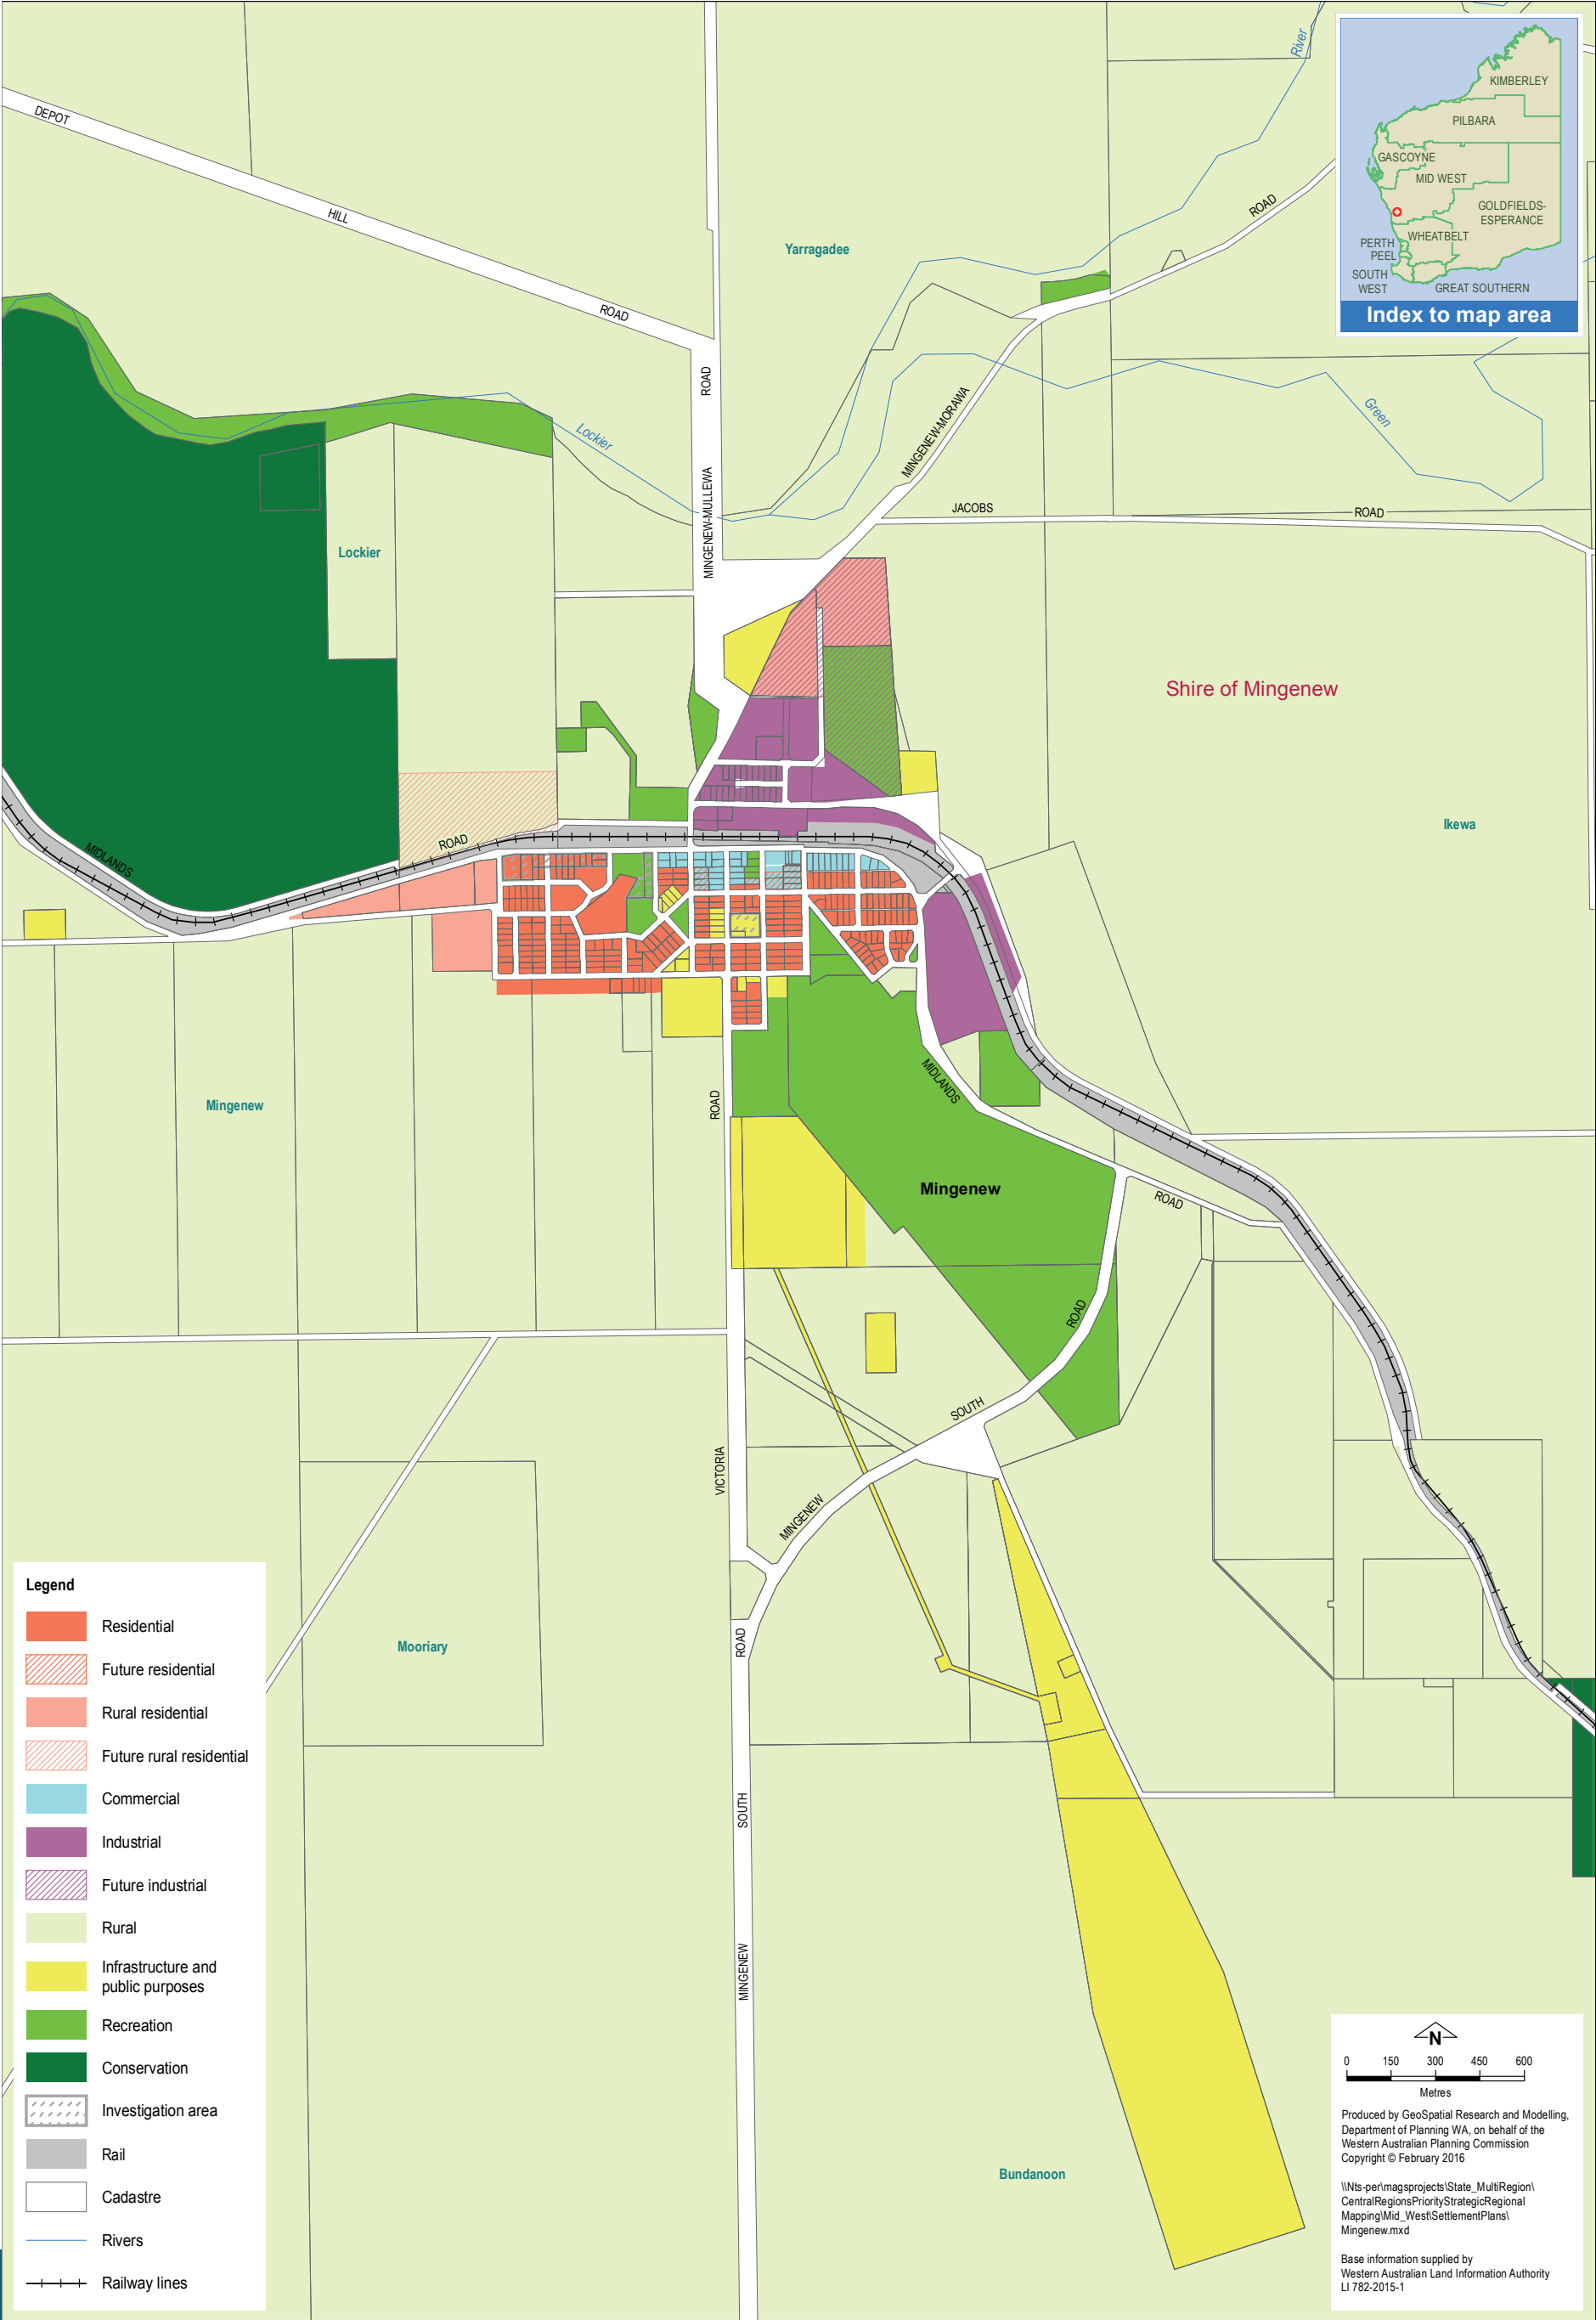 DEPOT
HILL
ROAD
River
ROAD
Yarragadee
KIMBERLEY
PILBARA
GASCOYNE
MID WEST
GOLDFIELDS-
ESPERANCE
WHEATBELT
PERTH
PEEL
SOUTH
WEST
GREAT SOUTHERN
Index to map area
ROAD
MINGENEW-MULLEWA
Lockier
MINGENEW-MORAWA
Green
JACOBS
ROAD
Lockier
Shire of Mingenew
Ikewa
MIDLANDS
ROAD
Mingenew
ROAD
MIDLANDS
Mingenew
ROAD
ROAD
SOUTH
VICTORIA
MINGENEW
Mooriary
ROAD
SOUTH
MINGENEW
Bundanoon
Legend
Residential
Future residential
Rural residential
Future rural residential
Commercial
Industrial
Future industrial
Rural
Infrastructure and
public purposes
Recreation
Conservation
Investigation area
Rail
Cadastre
Rivers
Railway lines
N
0 150 300 450 600
Metres
Produced by GeoSpatial Research and Modelling,
Department of Planning WA, on behalf of the
Western Australian Planning Commission
Copyright © February 2016
\\Nts-per\magsprojects\State_MultiRegion\
CentralRegionsPriorityStrategicRegional
Mapping\Mid_West\SettlementPlans\
Mingenew.mxd
Base information supplied by
Western Australian Land Information Authority
LI 782-2015-1